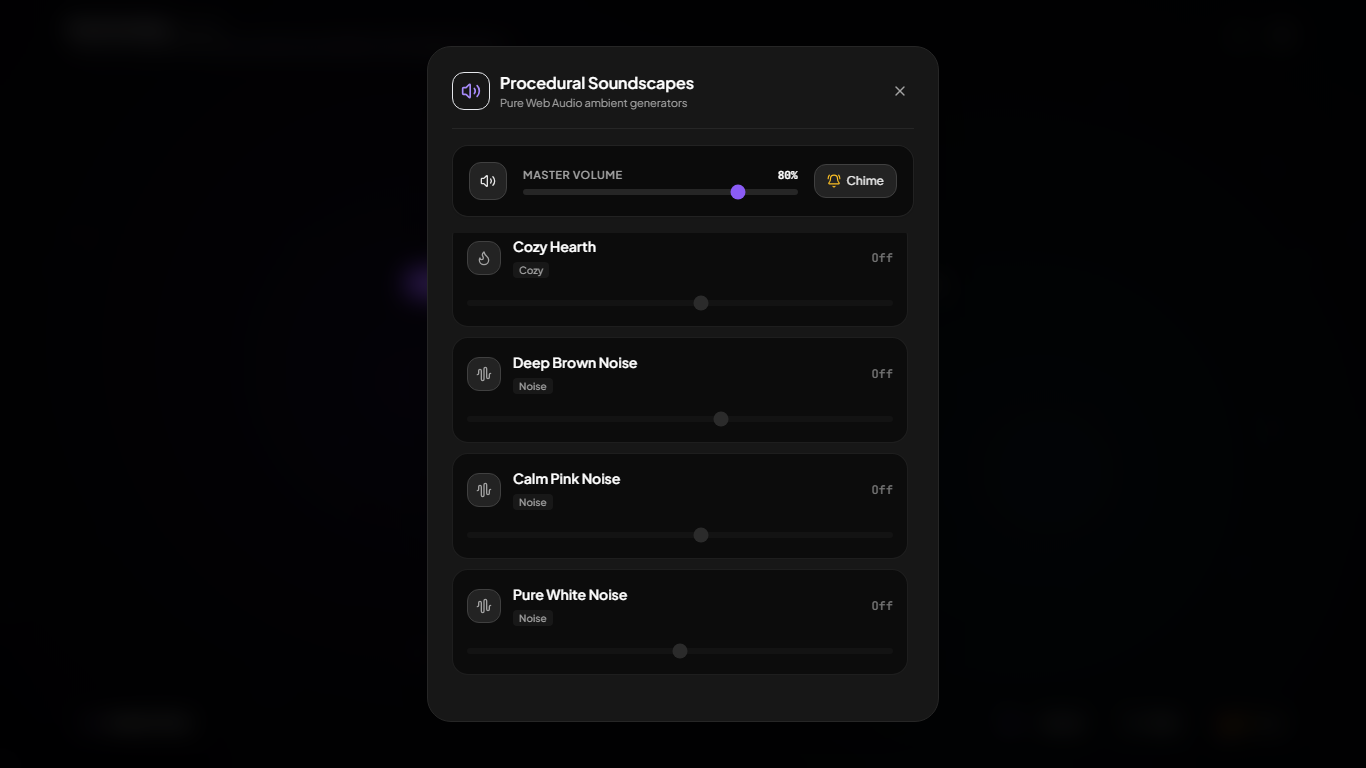 Procedural Soundscapes
Pure Web Audio ambient generators
MASTER VOLUME 80%
Chime
Cozy Hearth
Cozy
Off
Deep Brown Noise
Noise
Off
Calm Pink Noise
Noise
Off
Pure White Noise
Noise
Off